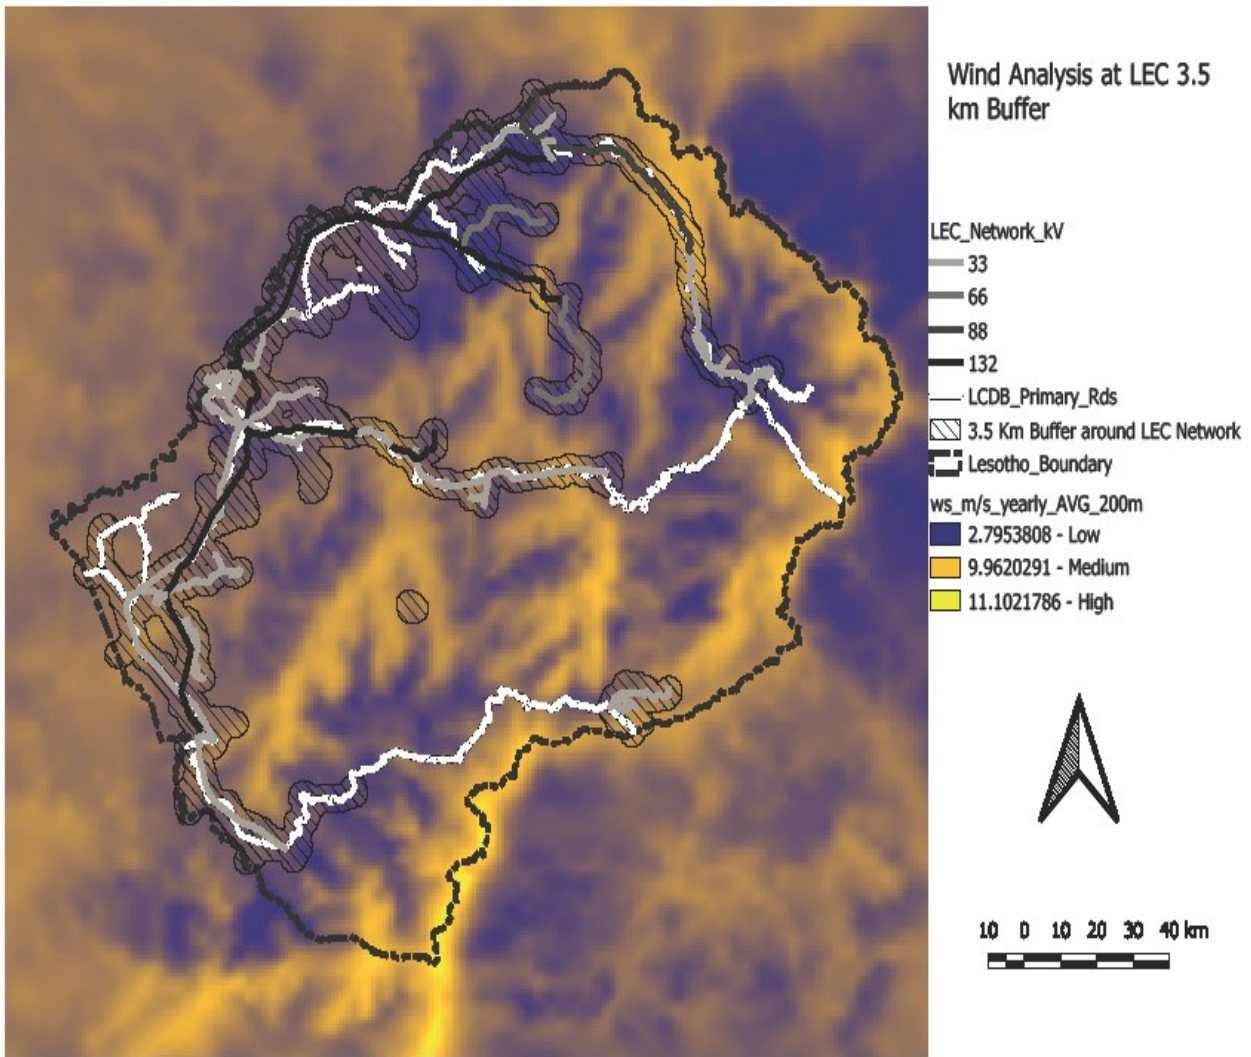 Wind Analysis at LEC 3.5
km Buffer
LEC_Network_kV
33
66
88
132
LCDB_Primary_Rds
3.5 Km Buffer around LEC Network
Lesotho_Boundary
ws_m/s_yearly_AVG_200m
2.7953808 - Low
9.9620291 - Medium
11.1021786 - High
10 0 10 20 30 40 km